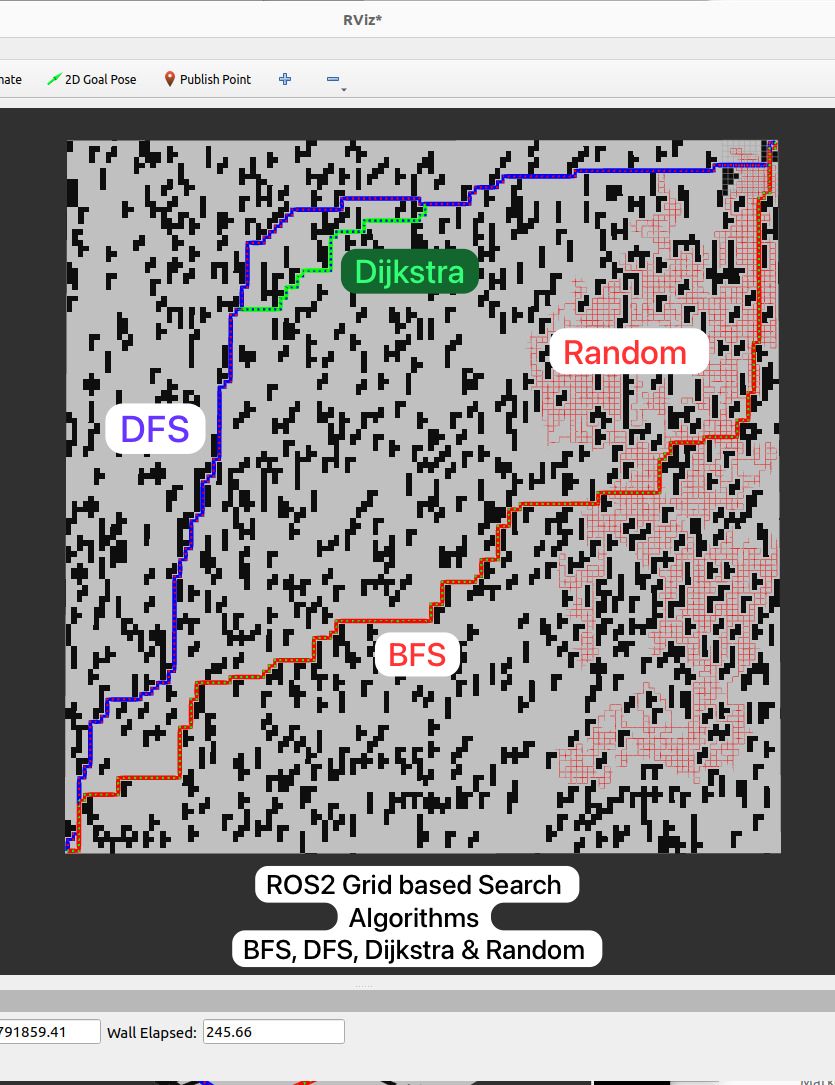 RViz*
nate 2D Goal Pose Publish Point
Dijkstra
Random
DFS
BFS
ROS2 Grid based Search
Algorithms
BFS, DFS, Dijkstra & Random
791859.41 Wall Elapsed: 245.66